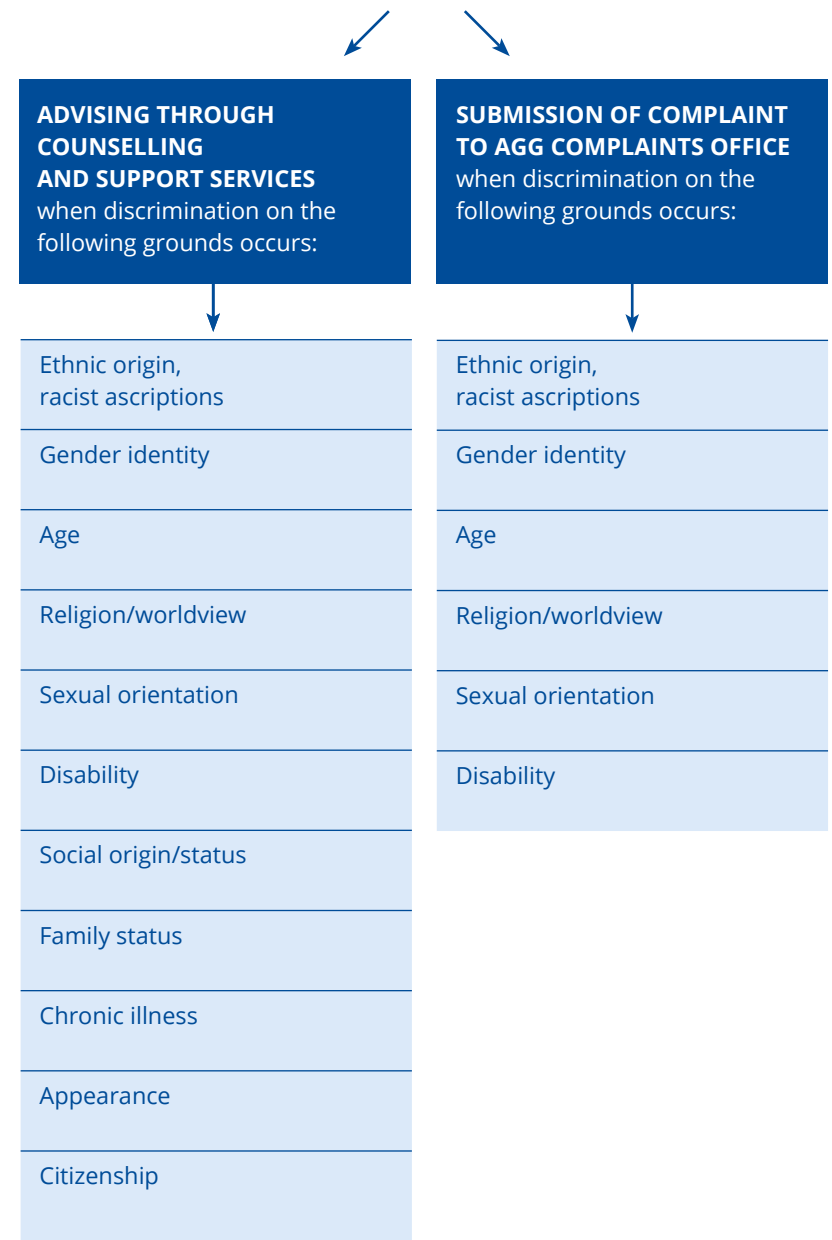 ADVISING THROUGH
COUNSELLING
AND SUPPORT SERVICES
when discrimination on the
following grounds occurs:
Ethnic origin,
racist ascriptions
Gender identity
Age
Religion/worldview
Sexual orientation
Disability
Social origin/status
Family status
Chronic illness
Appearance
Citizenship
SUBMISSION OF COMPLAINT
TO AGG COMPLAINTS OFFICE
when discrimination on the
following grounds occurs:
Ethnic origin,
racist ascriptions
Gender identity
Age
Religion/worldview
Sexual orientation
Disability